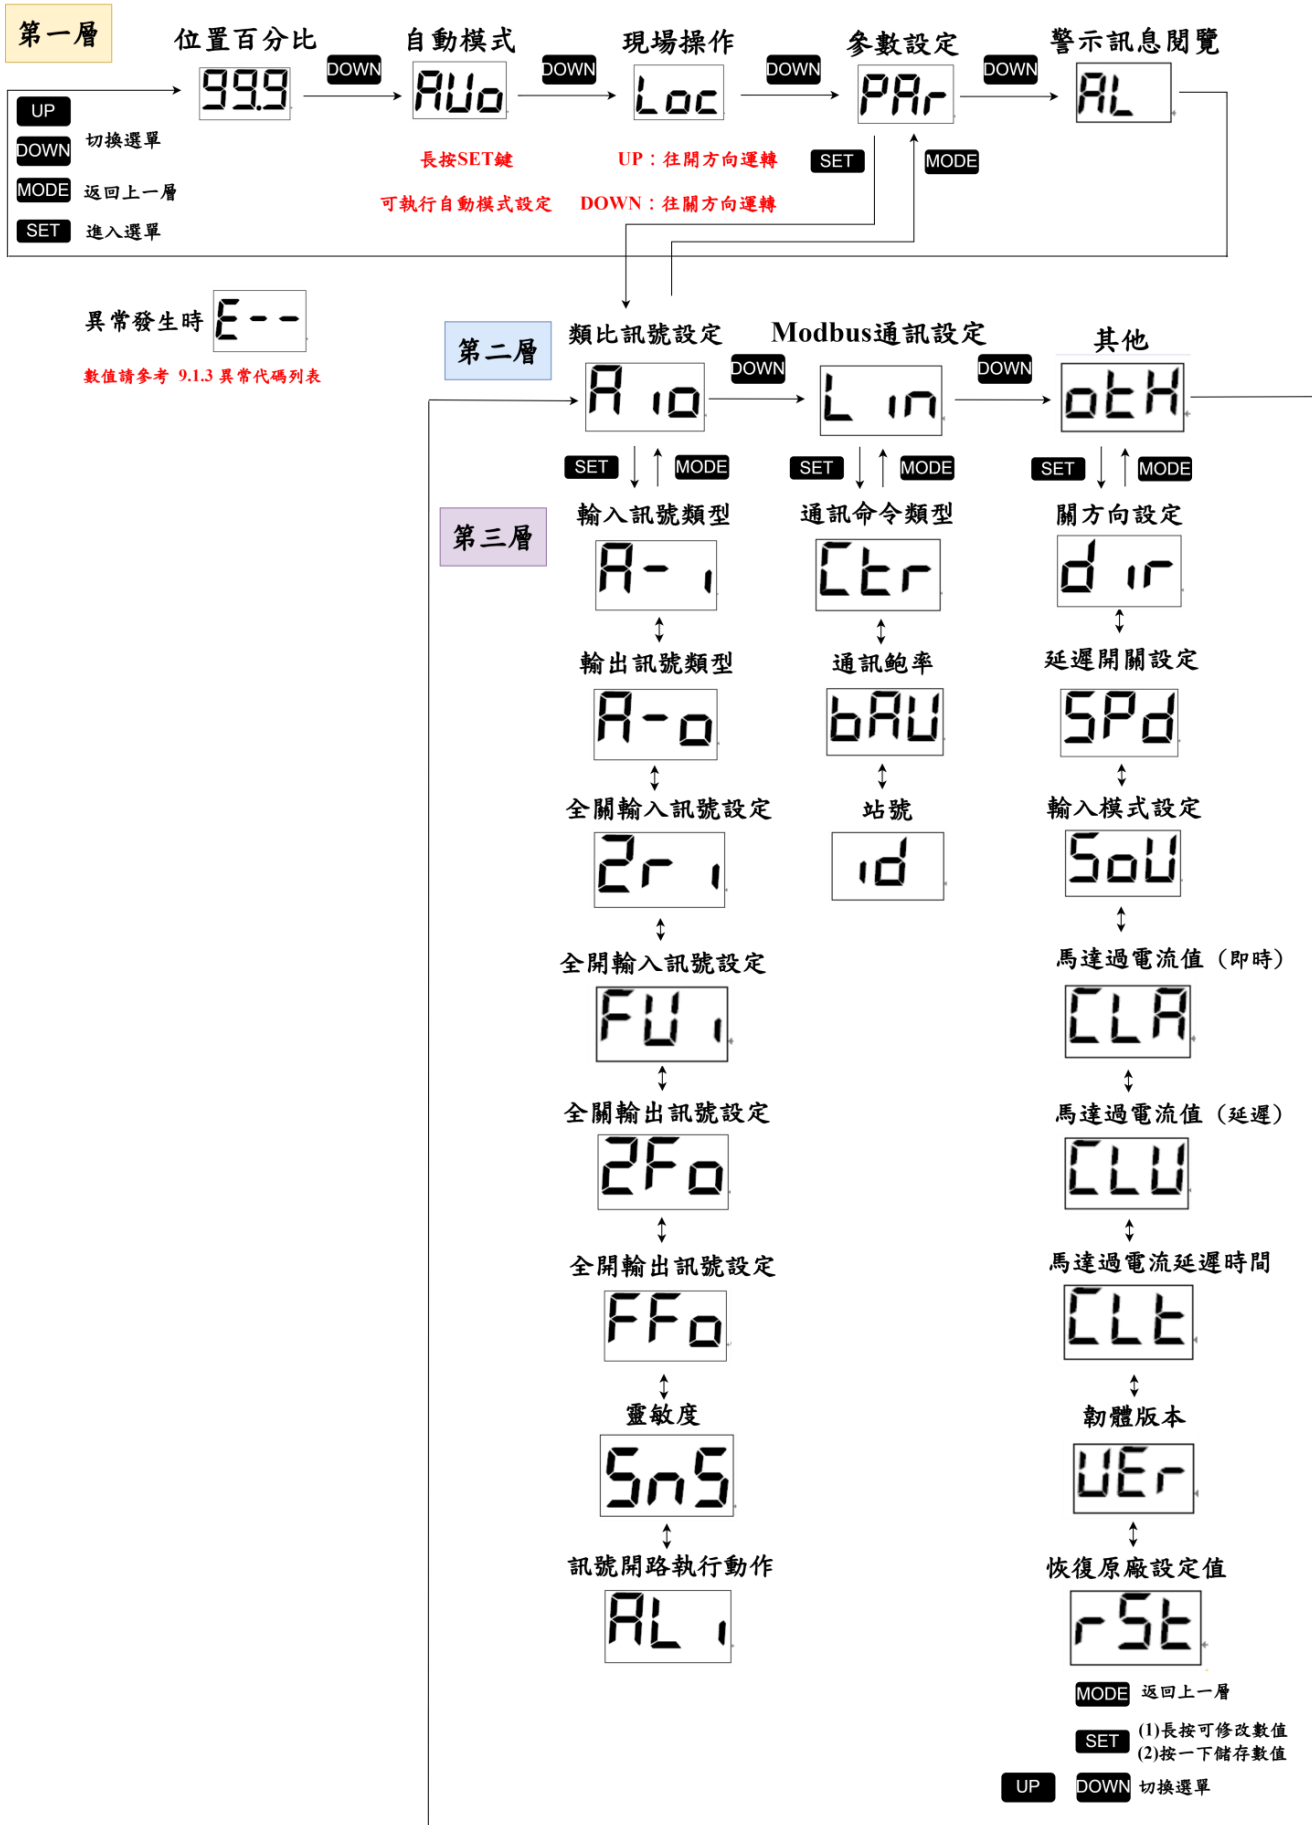 第一層
位置百分比
自動模式
現場操作
參數設定
警示訊息閱覽
99.9
DOWN
AUo
DOWN
Loc
DOWN
PAr
DOWN
AL
UP
DOWN
切換選單
MODE
返回上一層
SET
進入選單
長按SET鍵
可執行自動模式設定
UP：往開方向運轉
DOWN：往關方向運轉
SET
MODE
異常發生時
E--
數值請參考 9.1.3 異常代碼列表
第二層
類比訊號設定
Modbus通訊設定
其他
A io
DOWN
L in
DOWN
otH
SET
MODE
SET
MODE
SET
MODE
第三層
輸入訊號類型
A-i
輸出訊號類型
A-o
全關輸入訊號設定
2r i
全開輸入訊號設定
FU i
全關輸出訊號設定
2Fo
全開輸出訊號設定
FFo
靈敏度
SnS
訊號開路執行動作
AL i
通訊命令類型
Ctr
通訊鮑率
bAU
站號
id
關方向設定
d ir
延遲開關設定
SPd
輸入模式設定
SoU
馬達過電流值（即時）
CLA
馬達過電流值（延遲）
CLU
馬達過電流延遲時間
CLt
韌體版本
UEr
恢復原廠設定值
rSt
MODE
返回上一層
SET
(1)長按可修改數值
(2)按一下儲存數值
UP
DOWN
切換選單